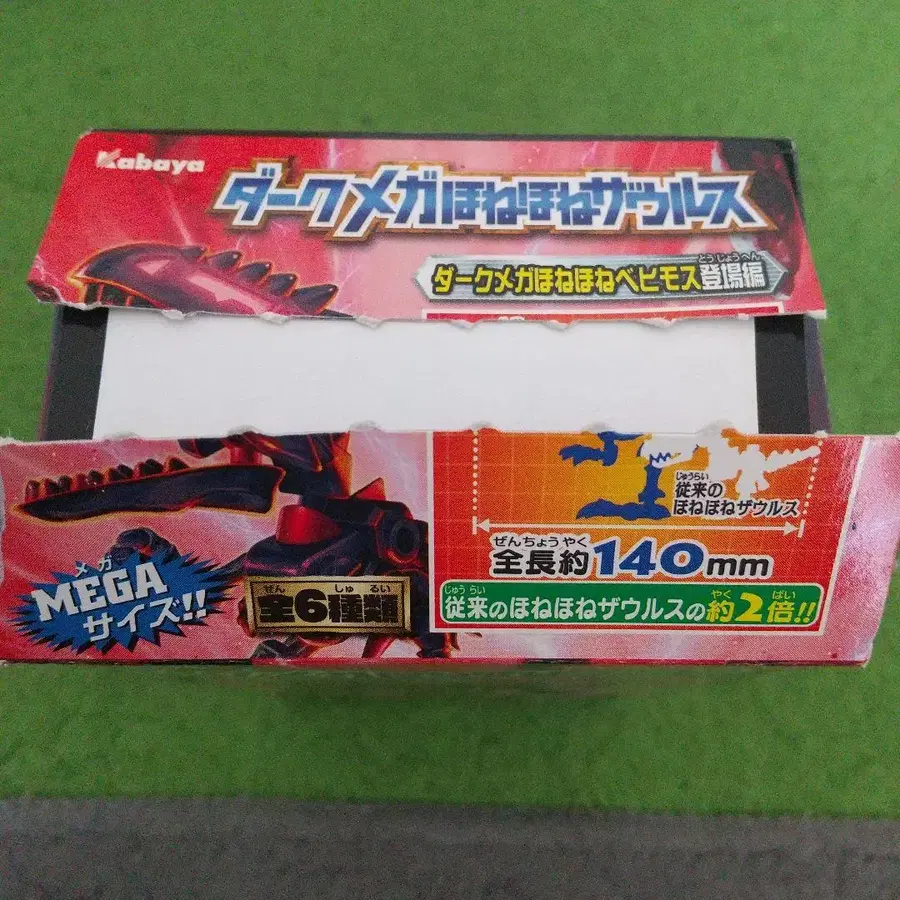 Kabaya
ダークメガほねほねザウルス
とうじょうへん
ダークメガほねほねベヒモス登場編
じゅうらい
従来の
ほねほねザウルス
ぜんちょうやく
全長約140mm
メガ
MEGA
サイズ!!
ぜん しゅ るい
全6種類
じゅうらい やく ばい
従来のほねほねザウルスの約2倍!!